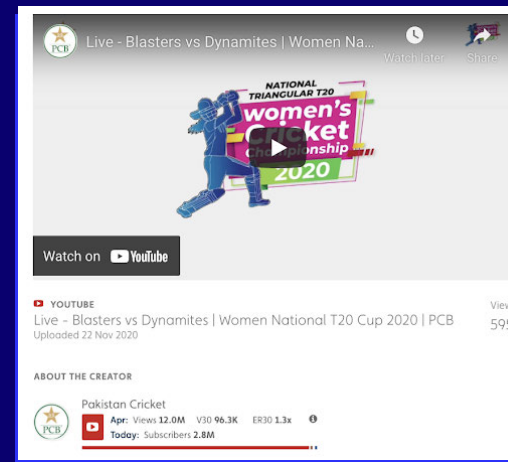 PCB
Live - Blasters vs Dynamites | Women Na...
Watch later
Share
NATIONAL
TRIANGULAR T20
women's
Cricket
Championship
2020
Watch on YouTube
YOUTUBE
Live - Blasters vs Dynamites | Women National T20 Cup 2020 | PCB
Uploaded 22 Nov 2020
ABOUT THE CREATOR
Pakistan Cricket
PCB
Apr: Views 12.0M V30 96.3K ER30 1.3x
Today: Subscribers 2.8M